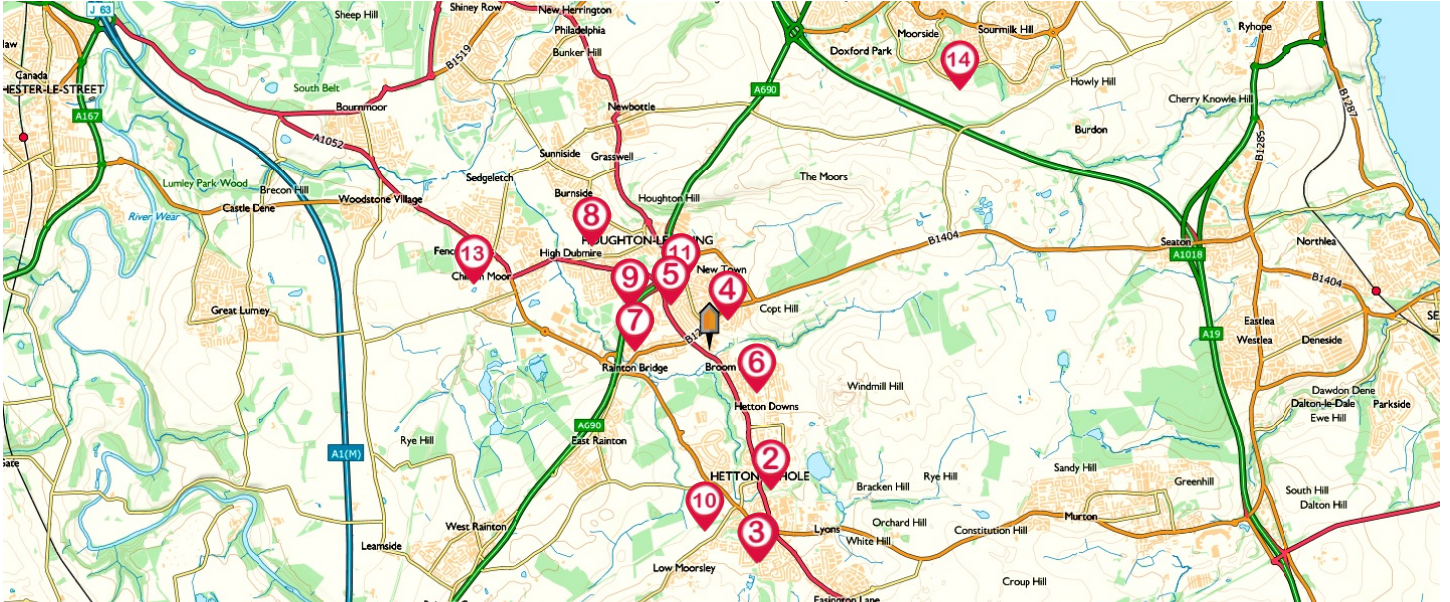 J 63
Sheep Hill
Shiney Row
New Herrington
Philadelphia
Bunker Hill
B1519
Moorside
Sourmilk Hill
Doxford Park
Ryhope
14
Canada
HESTER-LE-STREET
South Belt
Howly Hill
A690
Cherry Knowle Hill
B1287
Bournmoor
Newbottle
A167
A1052
Burdon
B1285
Sunniside
Grasswell
Lumley Park Wood
Brecon Hill
Sedgeletch
The Moors
Castle Dene
Woodstone Village
Burnside
Houghton Hill
River Wear
8
13
11
High Dubmire
B1404
Seaton
Northlea
A1018
9
5
New Town
4
B1404
Great Lumey
Copt Hill
7
Eastlea
Westlea
Deneside
A19
Rainton Bridge
Broom
6
Windmill Hill
Hetton Downs
Dawdon Dene
Dalton-le-Dale
Parkside
Ewe Hill
A690
East Rainton
Rye Hill
A1(M)
2
Sandy Hill
Rye Hill
Greenhill
Bracken Hill
South Hill
Dalton Hill
10
3
West Rainton
Lyons
Orchard Hill
Constitution Hill
Murton
White Hill
Leamside
Low Moorsley
Croup Hill
Easington Lane